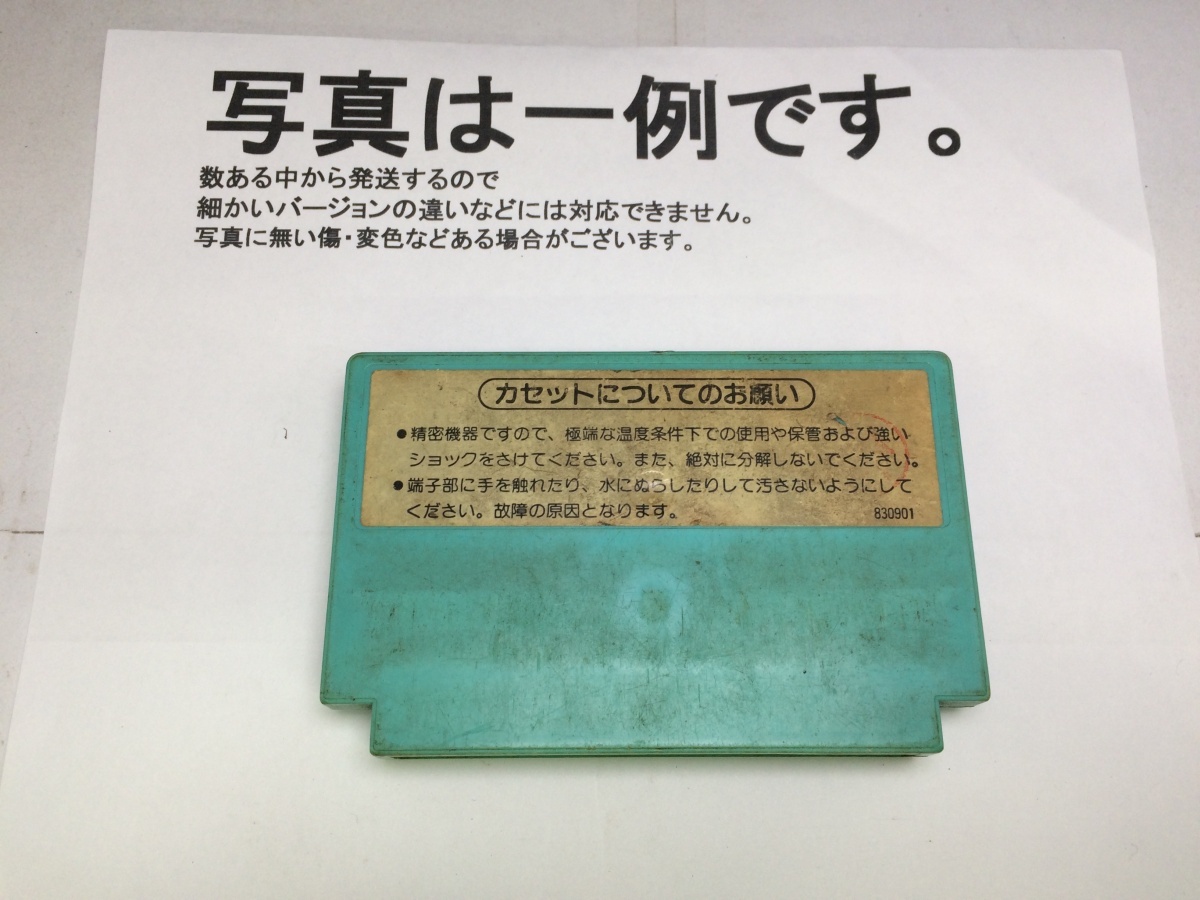 写真は一例です。
数ある中から発送するので
細かいバージョンの違いなどには対応できません。
写真に無い傷・変色などある場合がございます。
カセットについてのお願い
●精密機器ですので、極端な温度条件下での使用や保管および強い
ショックをさけてください。また、絶対に分解しないでください。
●端子部に手を触れたり、水にぬらしたりして汚さないようにして
ください。故障の原因となります。
830901